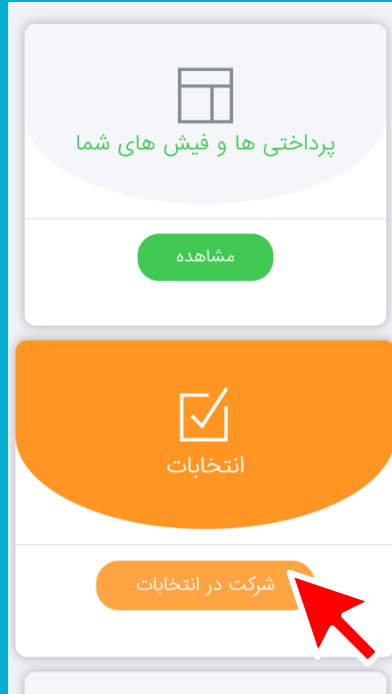 پرداختی ها و فیش های شما
مشاهده
انتخابات
شرکت در انتخابات